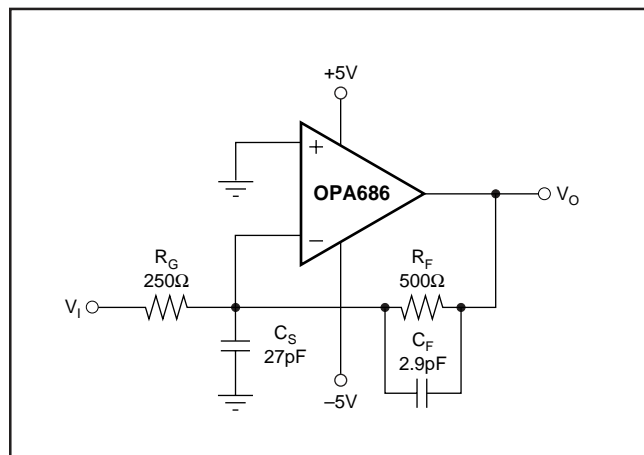 +5V
+
OPA686
−
V_O
R_G
250Ω
R_F
500Ω
V_I
C_S
27pF
C_F
2.9pF
−5V